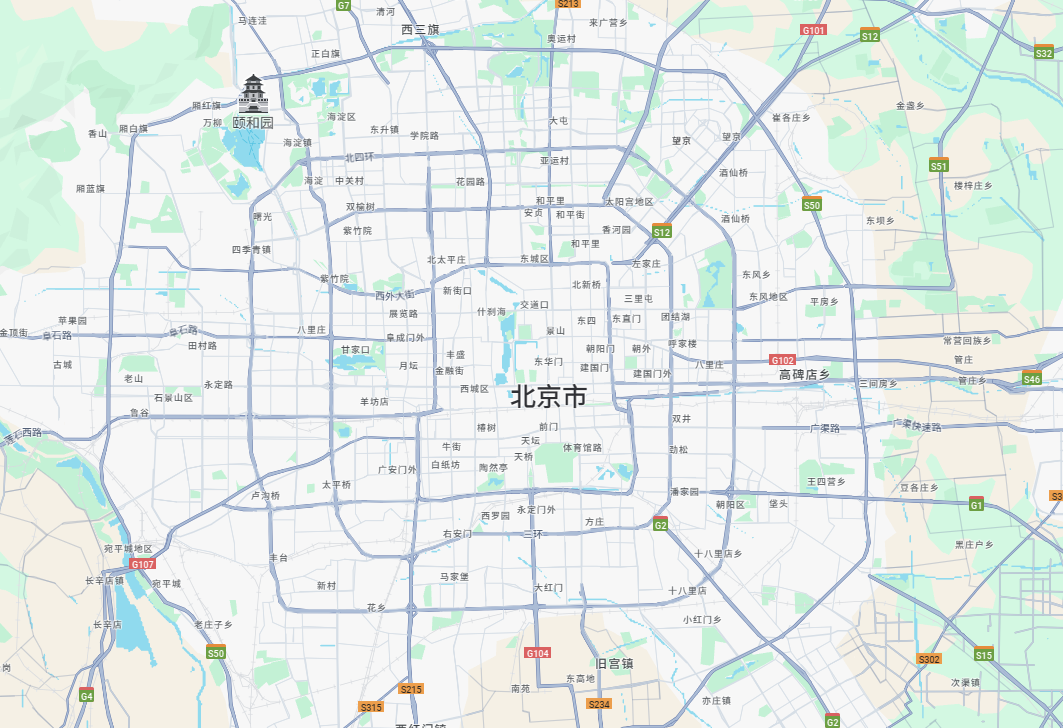 G7
清河
S213
来广营乡
马连洼
西三旗
奥运村
G101
S12
正白旗
S32
厢红旗
颐和园
海淀区
大屯
金盏乡
崔各庄乡
香山
厢白旗
万柳
东升镇
学院路
望京
望京
海淀镇
北四环
亚运村
S51
酒仙桥
厢蓝旗
海淀
中关村
花园路
楼梓庄乡
双榆树
和平里
太阳宫地区
S50
曙光
安贞
和平街
酒仙桥
东坝乡
紫竹院
香河园
S12
四季青镇
和平里
北太平庄
东城区
左家庄
紫竹院
北新桥
东风乡
西外大街
新街口
三里屯
东风地区
平房乡
什刹海
交道口
展览路
苹果园
东四
东直门
团结湖
金顶街
阜石路
阜石路
八里庄
景山
阜成门外
呼家楼
常营回族乡
田村路
甘家口
丰盛
朝阳门
朝外
G102
管庄
古城
月坛
金融街
东华门
建国门
建国门外
八里庄
高碑店乡
老山
永定路
西城区
三间房乡
管庄乡
S46
石景山区
羊坊店
北京市
鲁谷
莲石西路
椿树
前门
双井
广渠路
广渠快速路
牛街
天坛
体育馆路
劲松
广安门外
白纸坊
陶然亭
天桥
太平桥
王四营乡
豆各庄乡
卢沟桥
潘家园
S3
朝阳区
垡头
G1
西罗园
永定门外
方庄
G2
右安门
三环
宛平城地区
丰台
十八里店乡
黑庄户乡
G107
长辛店镇
宛平城
新村
马家堡
大红门
十八里店
花乡
长辛店
老庄子乡
小红门乡
S50
G104
旧宫镇
S302
S15
岗
东高地
次渠镇
G4
S215
南苑
S315
S234
亦庄镇
G2
西红门镇